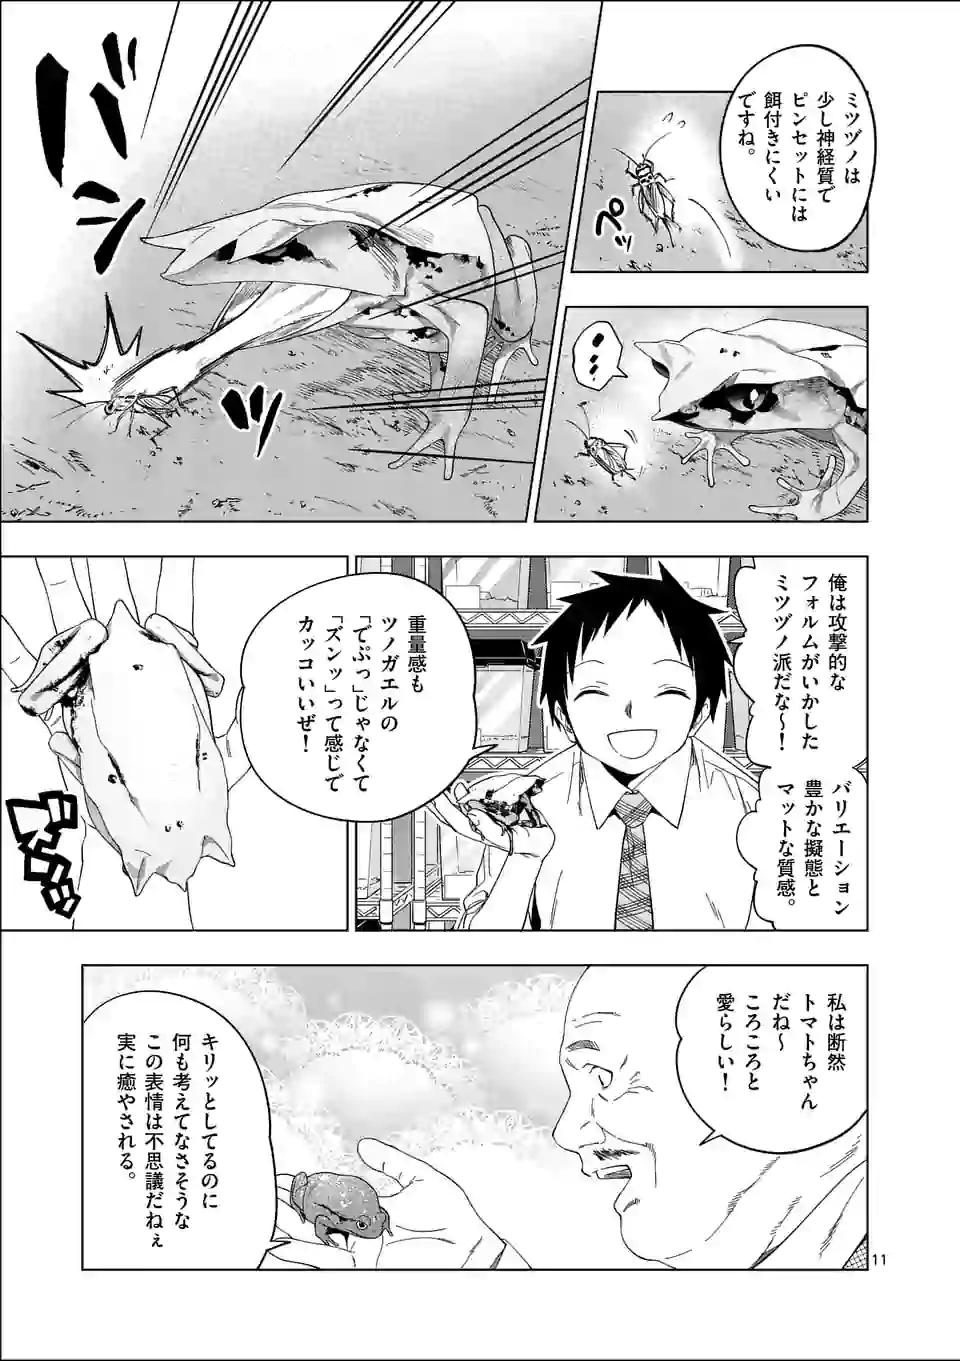 ミツヅノは
少し神経質で
ピンセットには
餌付きにくい
ですね。
ペッ
…
バッ
俺は攻撃的な
フォルムがいかした
ミツヅノ派だな〜！
バリエーション
豊かな擬態と
マットな質感。
重量感も
ツノガエルの
「でぷっ」じゃなくて
「ズンッ」って感じで
カッコいいぜ！
私は断然
トマトちゃん
だね〜
ころころと
愛らしい！
キリッとしてるのに
何も考えてなさそうな
この表情は不思議だねぇ
実に癒やされる。
11